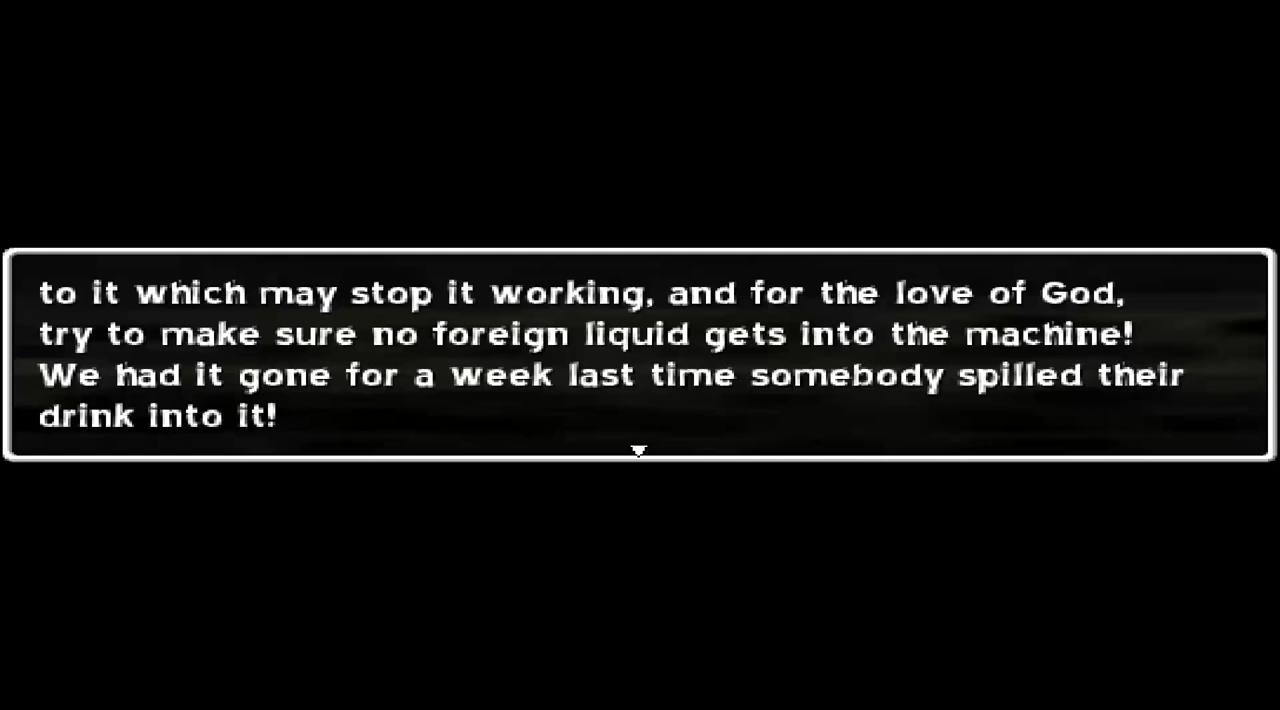 to it which may stop it working, and for the love of God,
try to make sure no foreign liquid gets into the machine!
We had it gone for a week last time somebody spilled their
drink into it!